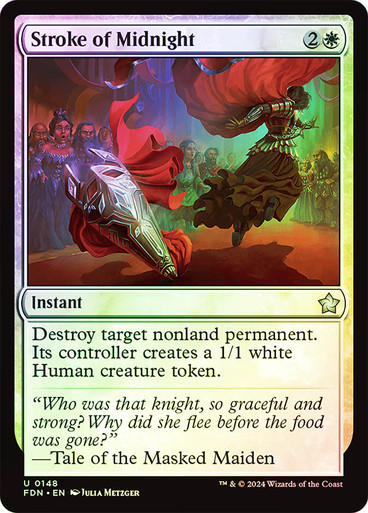 Stroke of Midnight 2
Instant
Destroy target nonland permanent.
Its controller creates a 1/1 white
Human creature token.
“Who was that knight, so graceful and
strong? Why did she flee before the food
was gone?”
—Tale of the Masked Maiden
U 0148
FDN • EN Julia Metzger
™ & © 2024 Wizards of the Coast